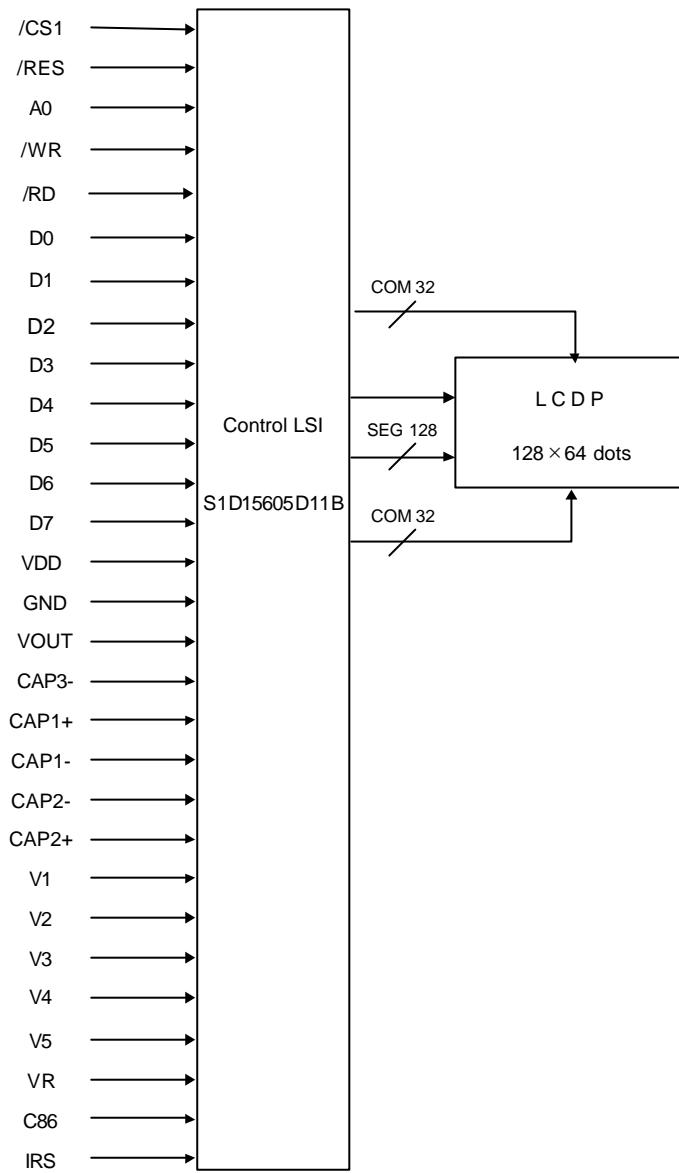 /CS1
/RES
A0
/WR
/RD
D0
D1
D2
D3
D4
D5
D6
D7
VDD
GND
VOUT
CAP3-
CAP1+
CAP1-
CAP2-
CAP2+
V1
V2
V3
V4
V5
VR
C86
IRS
Control LSI
S1D15605D11B
COM 32
SEG 128
COM 32
L C D P
128 × 64 dots